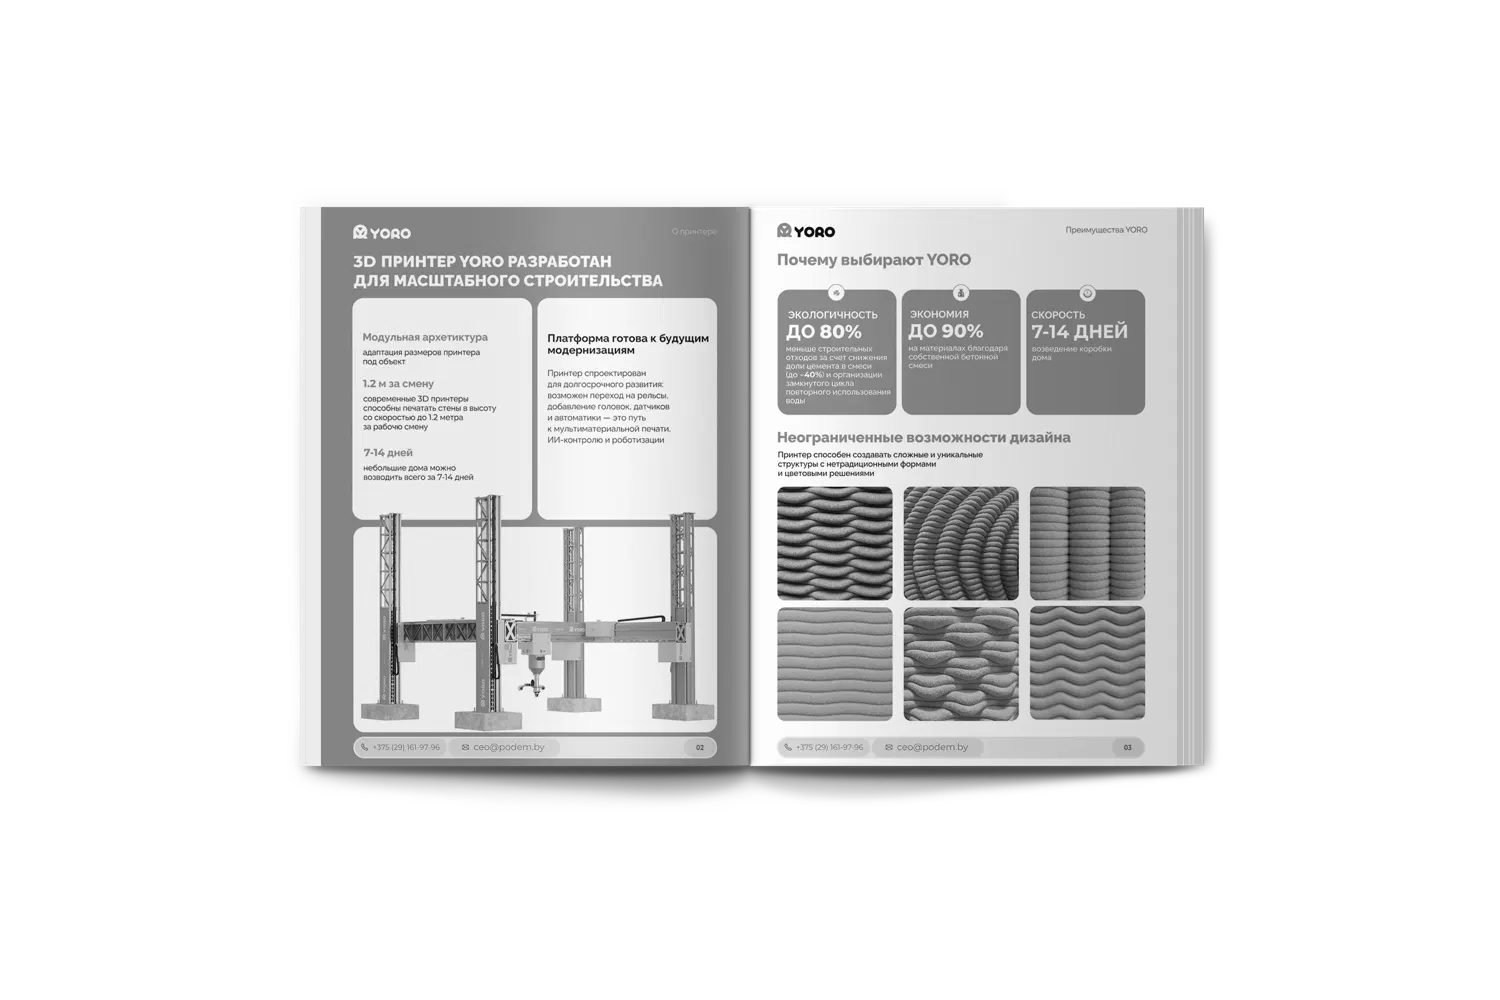 YORO
О принтере
3D ПРИНТЕР YORO РАЗРАБОТАН
ДЛЯ МАСШТАБНОГО СТРОИТЕЛЬСТВА
Модульная архетиктура
адаптация размеров принтера
под объект
1.2 м за смену
современные 3D принтеры
способны печатать стены в высоту
со скоростью до 1.2 метра
за рабочю смену
7-14 дней
небольшие дома можно
возводить всего за 7-14 дней
Платформа готова к будущим
модернизациям
Принтер спроектирован
для долгосрочного развития:
возможен переход на рельсы,
добавление головок, датчиков
и автоматики — это путь
к мультиматериальной печати.
ИИ-контролю и роботизации
YORO
YORO
+375 (29) 161-97-96
ceo@podem.by
02
YORO
Преимущества YORO
Почему выбирают YORO
ЭКОЛОГИЧНОСТЬ
ДО 80%
меньше строительных
отходов за счет снижения
доли цемента в смеси
(до ~40%) и организации
замкнутого цикла
повторного использования
воды
ЭКОНОМИЯ
ДО 90%
на материалах благодаря
собственной бетонной
смеси
СКОРОСТЬ
7-14 ДНЕЙ
возведение коробки
дома
Неограниченные возможности дизайна
Принтер способен создавать сложные и уникальные
структуры с нетрадиционными формами
и цветовыми решениями
+375 (29) 161-97-96
ceo@podem.by
03